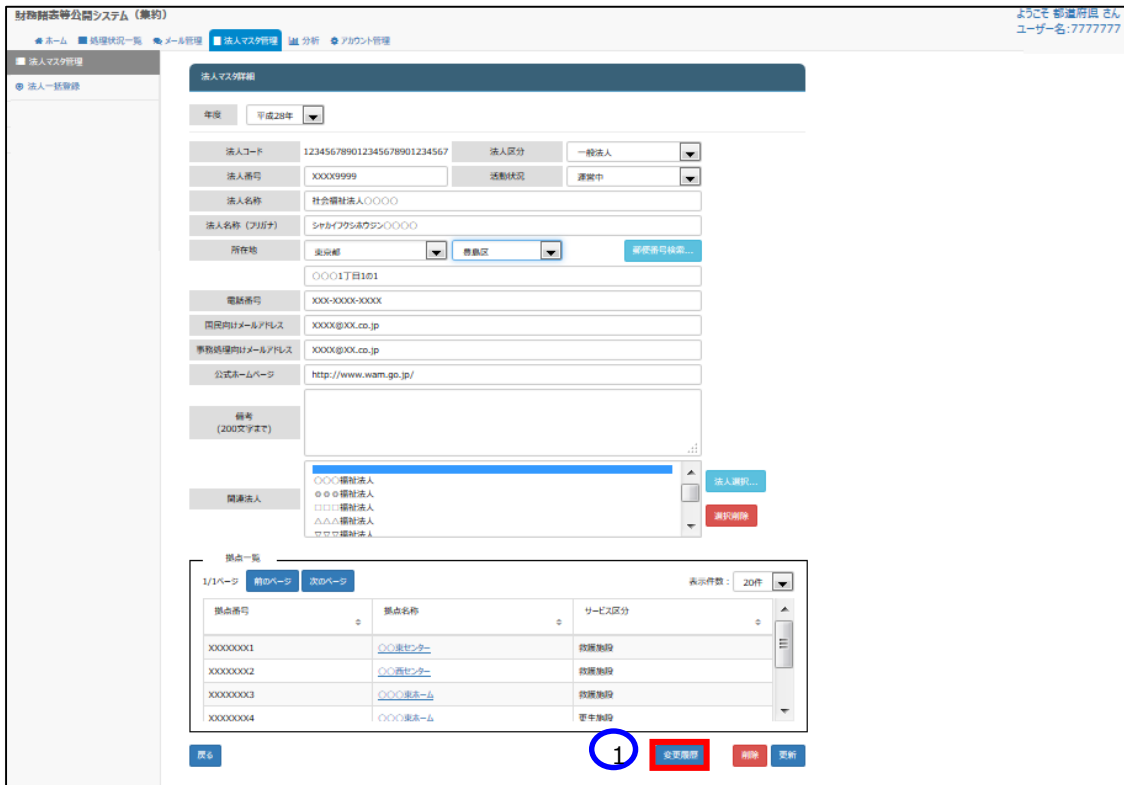 財務諸表等公開システム（集約）
ようこそ 都道府県 さん
ユーザー名:7777777
ホーム 処理状況一覧 メール管理 法人マスタ管理 分析 アカウント管理
法人マスタ管理
法人一括登録
法人マスタ詳細
年度 平成28年
法人コード 123456789012345678901234567 法人区分 一般法人
法人番号 XXXX9999 活動状況 運営中
法人名称 社会福祉法人○○○○
法人名称（フリガナ） シャカイフクシホウジン○○○○
所在地 東京都 豊島区 郵便番号検索...
○○○1丁目1の1
電話番号 XXX-XXXX-XXXX
国民向けメールアドレス XXXX@XX.co.jp
事務処理向けメールアドレス XXXX@XX.co.jp
公式ホームページ http://www.wam.go.jp/
備考
(200文字まで)
関連法人
○○○福祉法人
◎◎◎福祉法人
□□□福祉法人
△△△福祉法人
▽▽▽福祉法人
法人選択...
選択削除
拠点一覧
1/1ページ 前のページ 次のページ 表示件数： 20件
拠点番号 拠点名称 サービス区分
XXXXXXX1 ○○東センター 救護施設
XXXXXXX2 ○○西センター 救護施設
XXXXXXX3 ○○○東ホーム 救護施設
XXXXXXX4 ○○○東ホーム 更生施設
戻る 1 変更履歴 削除 更新